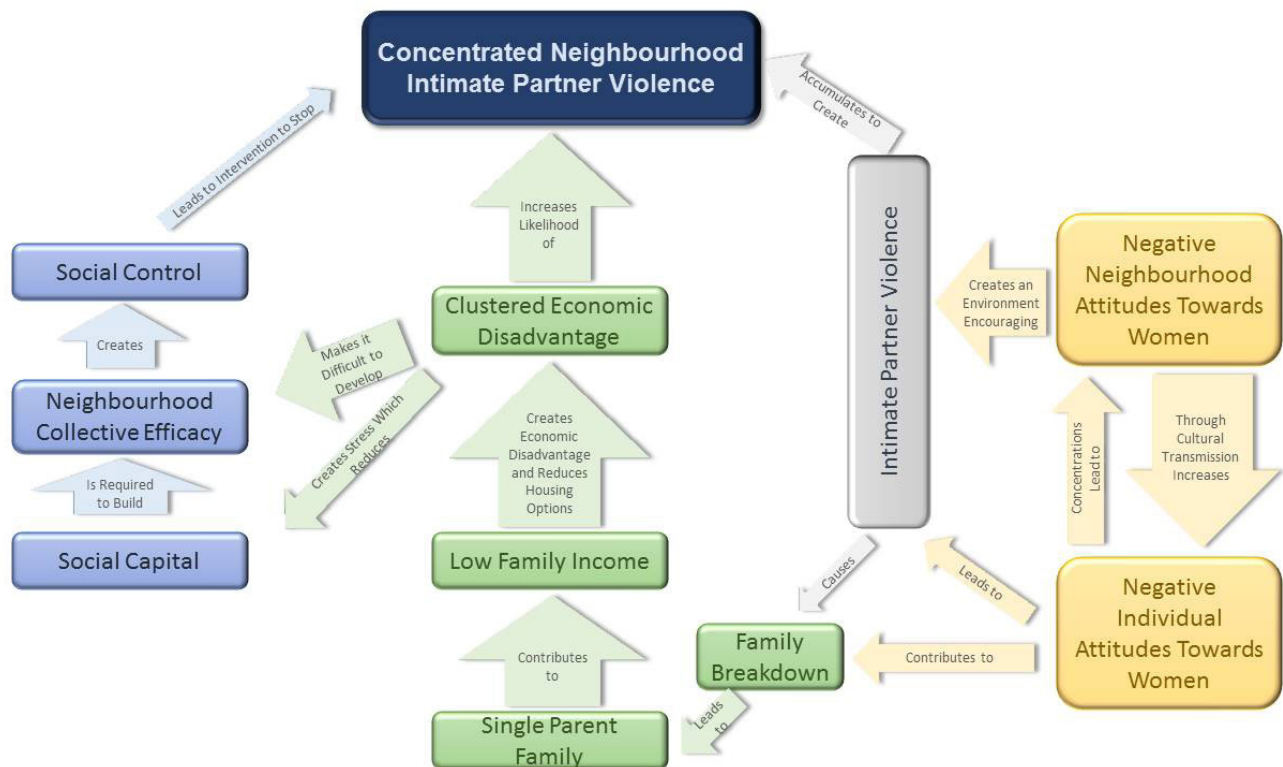 Concentrated Neighbourhood
Intimate Partner Violence
Accumulates to
Create
Leads to Intervention to Stop
Increases
Likelihood
of
Intimate Partner Violence
Negative
Neighbourhood
Attitudes Towards
Women
Creates an
Environment
Encouraging
Social Control
Clustered Economic
Disadvantage
Creates
Makes it
Difficult to
Develop
Neighbourhood
Collective Efficacy
Creates Stress Which
Reduces
Creates
Economic
Disadvantage
and Reduces
Housing
Options
Concentrations
Lead to
Through
Cultural
Transmission
Increases
Is Required
to Build
Social Capital
Low Family Income
Causes
Leads to
Negative
Individual
Attitudes Towards
Women
Family
Breakdown
Contributes to
Contributes
to
Leads
to
Single Parent
Family